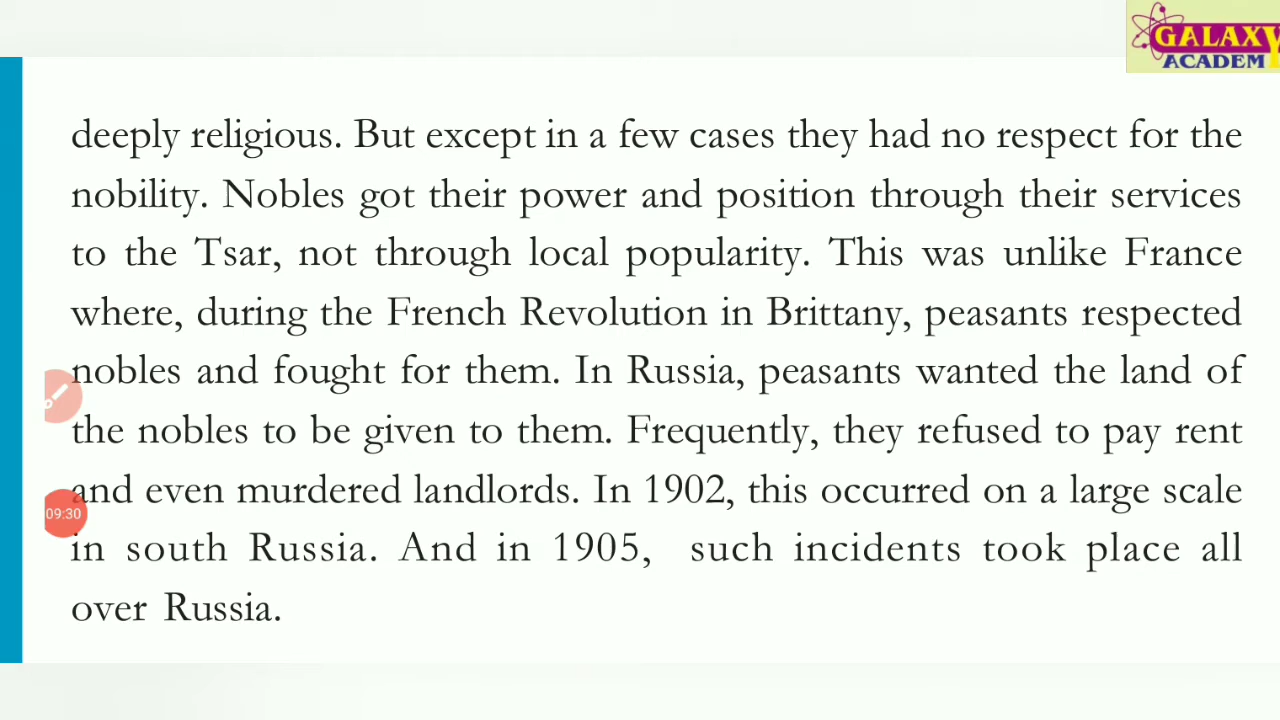 GALAXY
ACADEMY
deeply religious. But except in a few cases they had no respect for the
nobility. Nobles got their power and position through their services
to the Tsar, not through local popularity. This was unlike France
where, during the French Revolution in Brittany, peasants respected
nobles and fought for them. In Russia, peasants wanted the land of
the nobles to be given to them. Frequently, they refused to pay rent
and even murdered landlords. In 1902, this occurred on a large scale
09:30
in south Russia. And in 1905, such incidents took place all
over Russia.